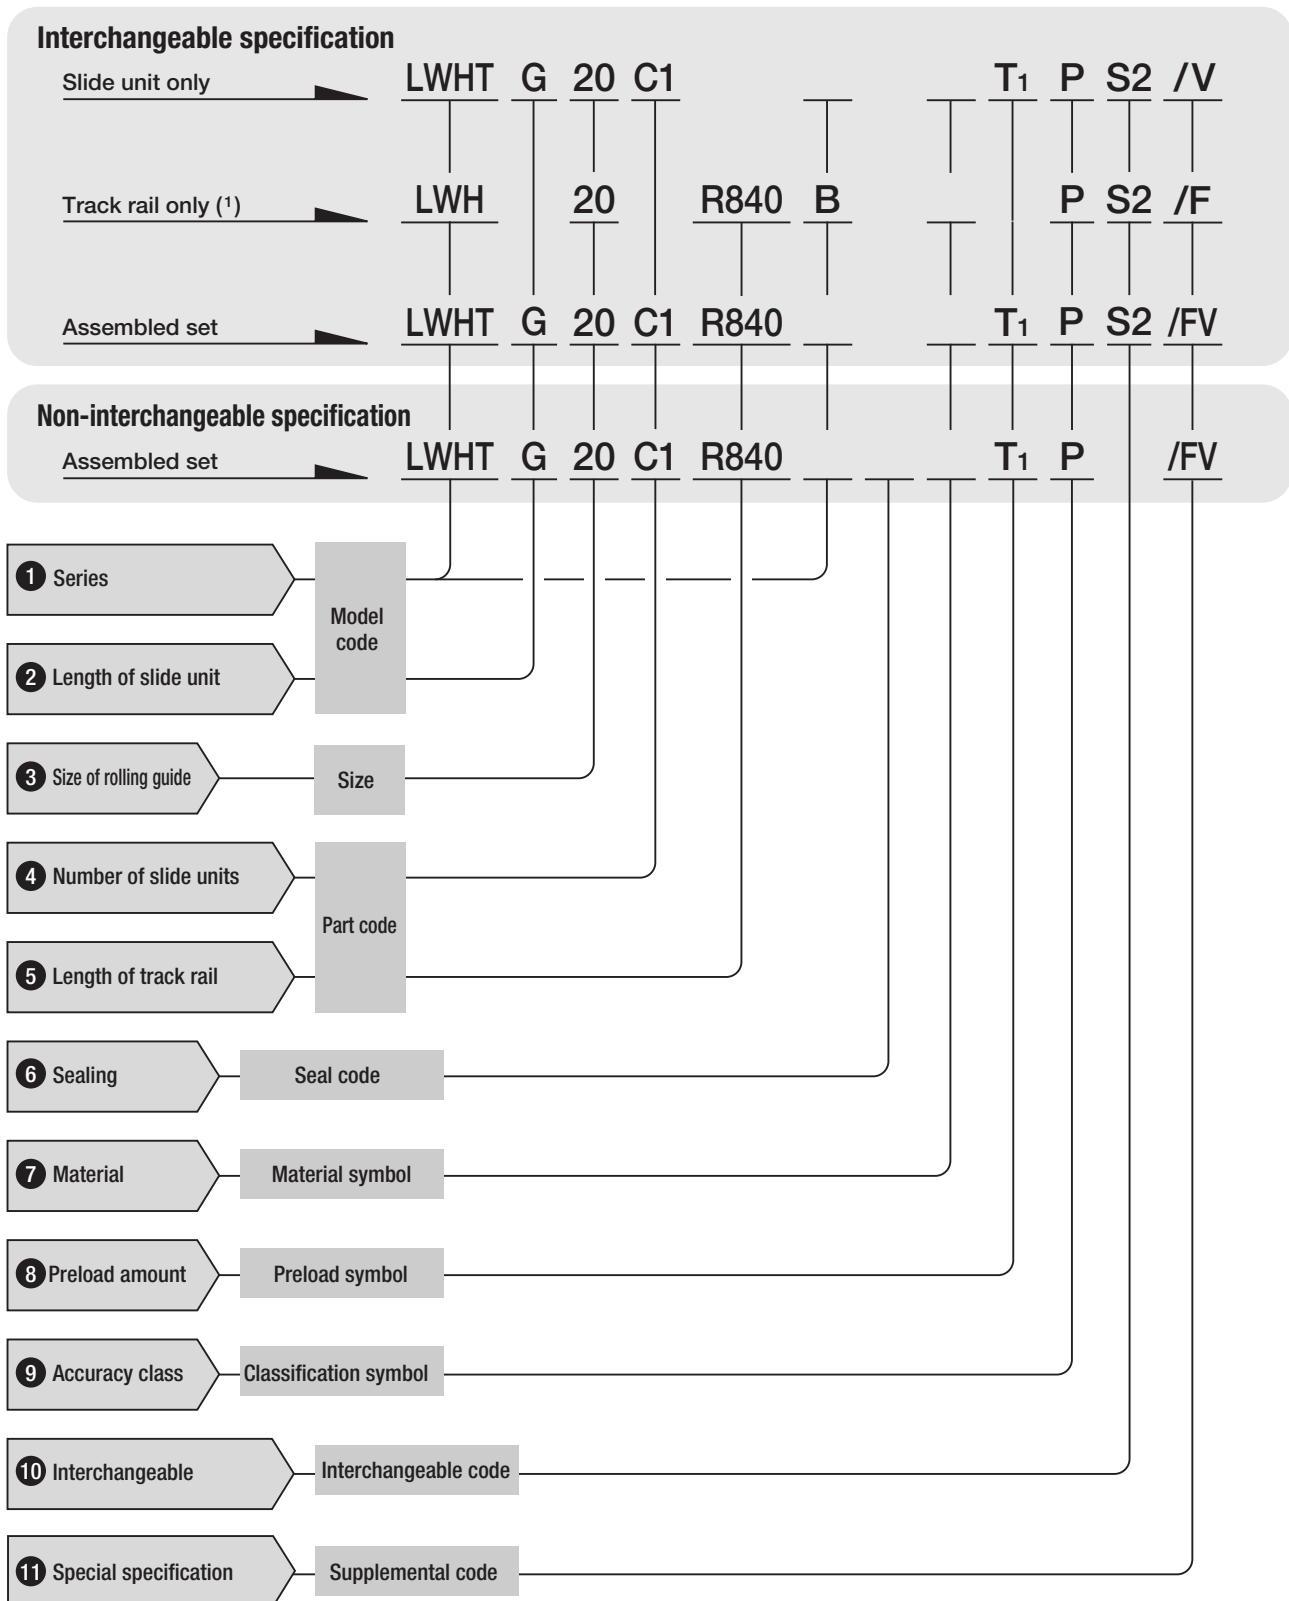 Interchangeable specification
Slide unit only LWHT G 20 C1 T1 P S2 /V
Track rail only (1) LWH 20 R840 B P S2 /F
Assembled set LWHT G 20 C1 R840 T1 P S2 /FV
Non-interchangeable specification
Assembled set LWHT G 20 C1 R840 T1 P /FV
1 Series
Model
code
2 Length of slide unit
3 Size of rolling guide Size
4 Number of slide units
Part code
5 Length of track rail
6 Sealing Seal code
7 Material Material symbol
8 Preload amount Preload symbol
9 Accuracy class Classification symbol
10 Interchangeable Interchangeable code
11 Special specification Supplemental code